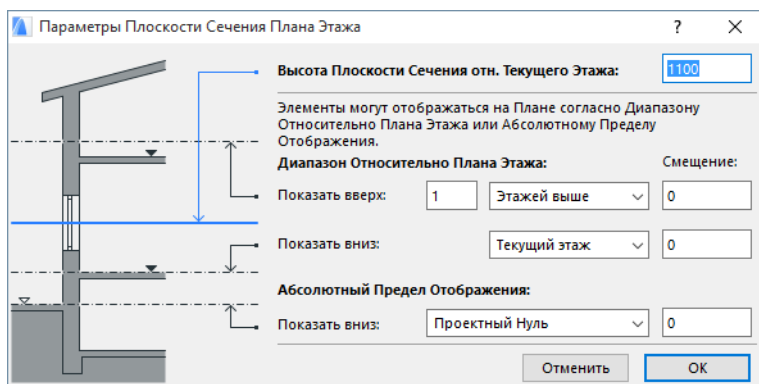 Параметры Плоскости Сечения Плана Этажа
Высота Плоскости Сечения отн. Текущего Этажа: 1100
Элементы могут отображаться на Плане согласно Диапазону
Относительно Плана Этажа или Абсолютному Пределу
Отображения.
Диапазон Относительно Плана Этажа: Смещение:
Показать вверх: 1 Этажей выше 0
Показать вниз: Текущий этаж 0
Абсолютный Предел Отображения:
Показать вниз: Проектный Нуль 0
Отменить OK